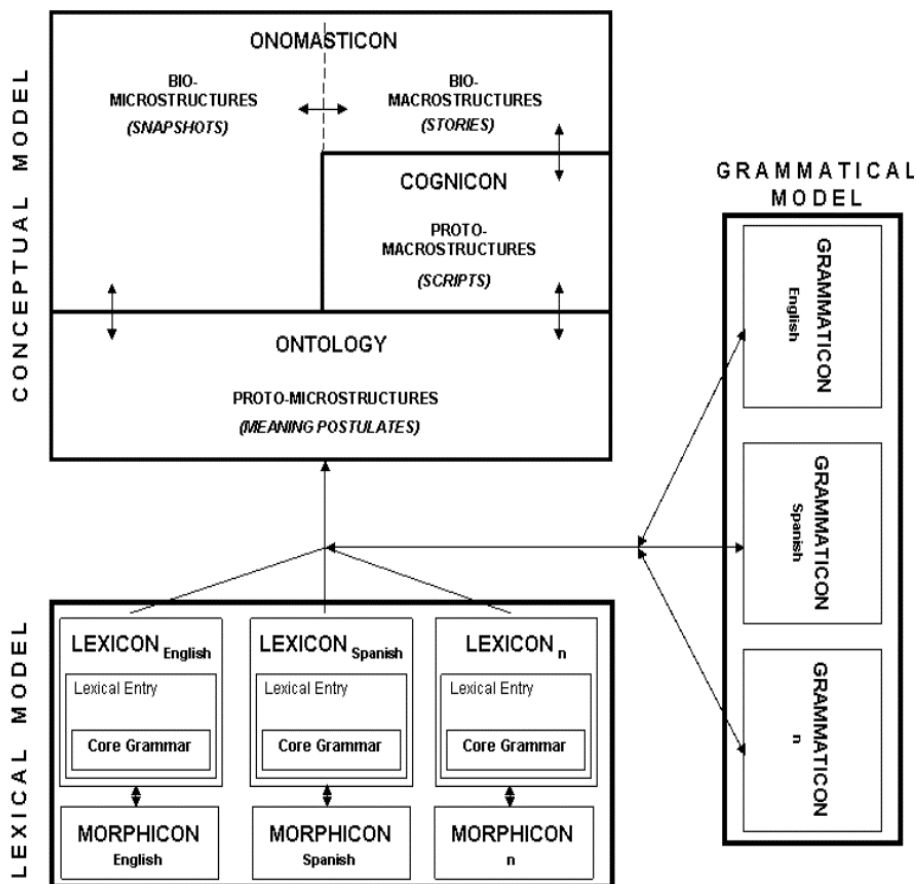 CONCEPTUAL MODEL
ONOMASTICON
BIO-
MICROSTRUCTURES
(SNAPSHOTS)
BIO-
MACROSTRUCTURES
(STORIES)
COGNICON
PROTO-
MACROSTRUCTURES
(SCRIPTS)
ONTOLOGY
PROTO-MICROSTRUCTURES
(MEANING POSTULATES)
GRAMMATICAL
MODEL
GRAMMATICON
English
GRAMMATICON
Spanish
GRAMMATICON
n
LEXICAL MODEL
LEXICON English
Lexical Entry
Core Grammar
MORPHICON
English
LEXICON Spanish
Lexical Entry
Core Grammar
MORPHICON
Spanish
LEXICON n
Lexical Entry
Core Grammar
MORPHICON
n